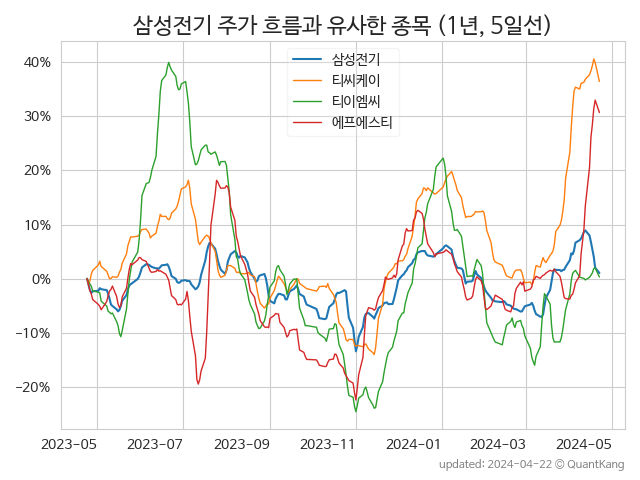 삼성전기 주가 흐름과 유사한 종목 (1년, 5일선)
삼성전기
티씨케이
티이엠씨
에프에스티
40%
30%
20%
10%
0%
−10%
−20%
2023-05 2023-07 2023-09 2023-11 2024-01 2024-03 2024-05
updated: 2024-04-22 © QuantKang